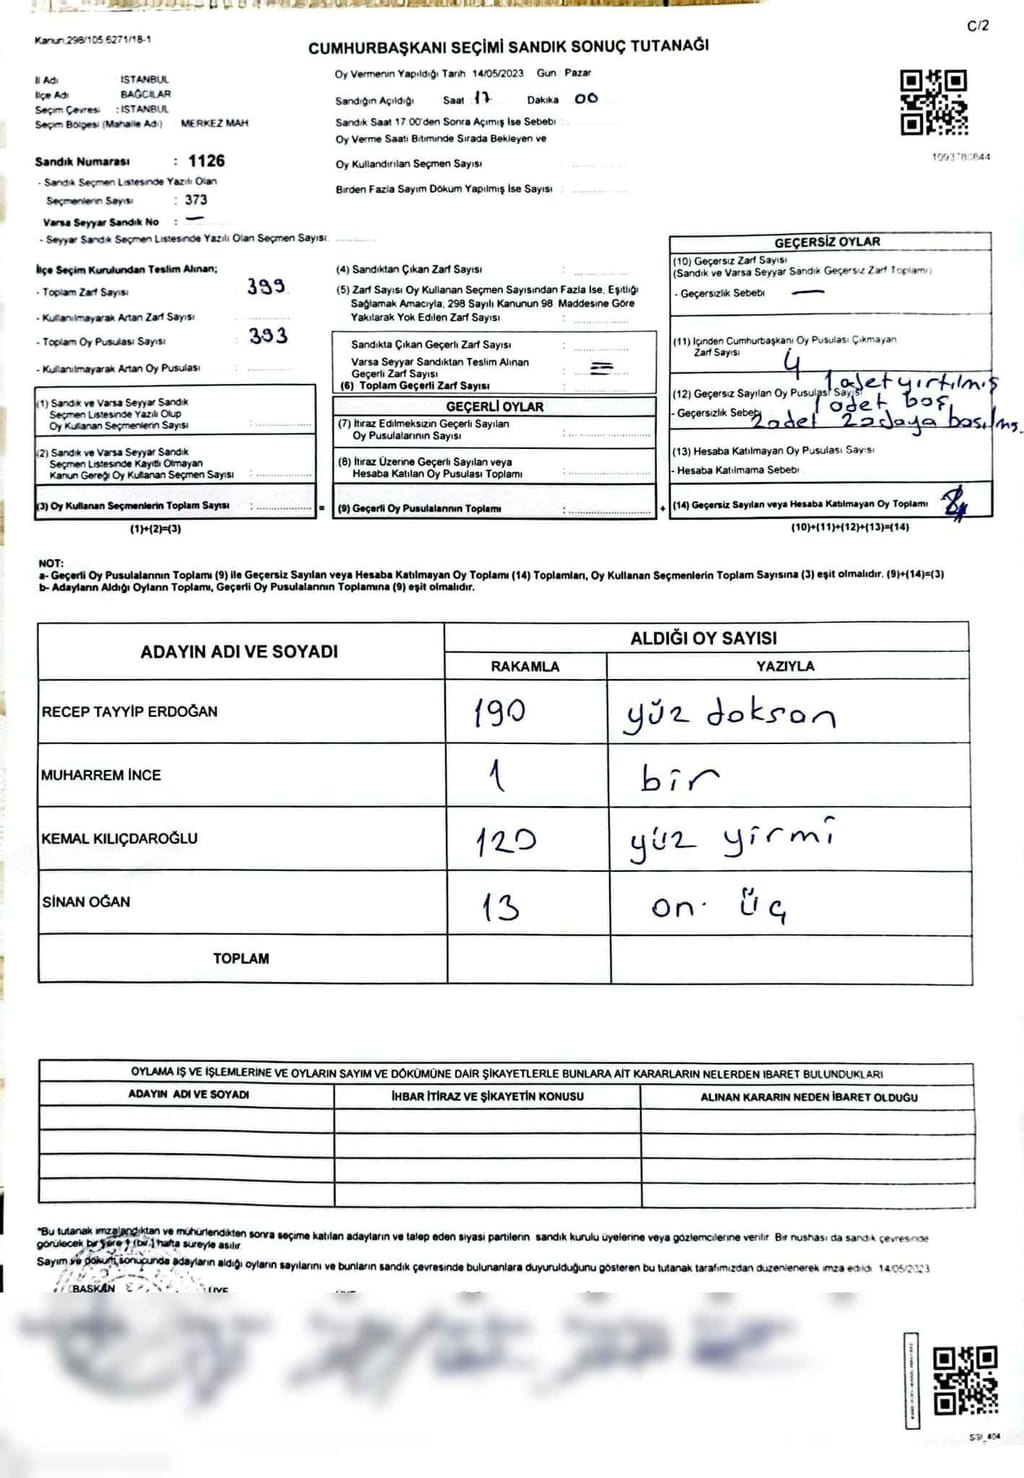 C/2
Kanun.298/105.6271/18-1
CUMHURBAŞKANI SEÇİMİ SANDIK SONUÇ TUTANAĞI
İl Adı : İSTANBUL
İlçe Adı BAĞCILAR
Seçim Çevresi : İSTANBUL
Seçim Bölgesi (Mahalle Adı) MERKEZ MAH
Oy Vermenin Yapıldığı Tarih 14/05/2023 Gün Pazar
Sandığın Açıldığı Saat 17 Dakika 00
Sandık Saat 17 00'den Sonra Açımış İse Sebebi :
Oy Verme Saati Bitiminde Sırada Bekleyen ve
Oy Kullandırılan Seçmen Sayısı
Birden Fazla Sayım Döküm Yapılmış İse Sayısı :
1093780844
Sandık Numarası : 1126
- Sandık Seçmen Listesinde Yazılı Olan
Seçmenlerin Sayısı : 373
Varsa Seyyar Sandık No : —
- Seyyar Sandık Seçmen Listesinde Yazılı Olan Seçmen Sayısı:
İlçe Seçim Kurulundan Teslim Alınan;
- Toplam Zarf Sayısı 399
- Kullanılmayarak Artan Zarf Sayısı
- Toplam Oy Pusulası Sayısı : 393
- Kullanılmayarak Artan Oy Pusulası :
(1) Sandık ve Varsa Seyyar Sandık
Seçmen Listesinde Yazılı Olup
Oy Kullanan Seçmenlerin Sayısı :
(2) Sandık ve Varsa Seyyar Sandık
Seçmen Listesinde Kayıtlı Olmayan
Kanun Gereği Oy Kullanan Seçmen Sayısı :
(3) Oy Kullanan Seçmenlerin Toplam Sayısı :
(1)+(2)=(3)
(4) Sandıktan Çıkan Zarf Sayısı :
(5) Zarf Sayısı Oy Kullanan Seçmen Sayısından Fazla İse, Eşitliği
Sağlamak Amacıyla; 298 Sayılı Kanunun 98. Maddesine Göre
Yakılarak Yok Edilen Zarf Sayısı :
Sandıkta Çıkan Geçerli Zarf Sayısı :
Varsa Seyyar Sandıktan Teslim Alınan
Geçerli Zarf Sayısı :
(6) Toplam Geçerli Zarf Sayısı :
=
GEÇERLİ OYLAR
(7) İtiraz Edilmeksizin Geçerli Sayılan
Oy Pusulalarının Sayısı :
(8) İtiraz Üzerine Geçerli Sayılan veya
Hesaba Katılan Oy Pusulası Toplamı :
(9) Geçerli Oy Pusulalarının Toplamı :
+
GEÇERSİZ OYLAR
(10) Geçersiz Zarf Sayısı
(Sandık ve Varsa Seyyar Sandık Geçersiz Zarf Toplamı)
- Geçersizlik Sebebi —
(11) İçinden Cumhurbaşkanı Oy Pusulası Çıkmayan
Zarf Sayısı 4
(12) Geçersiz Sayılan Oy Pusulası Sayısı 1 adet yırtılmış
1 adet boş
- Geçersizlik Sebebi 2 adet 2 adaya basılmış
(13) Hesaba Katılmayan Oy Pusulası Sayısı
- Hesaba Katılmama Sebebi
(14) Geçersiz Sayılan veya Hesaba Katılmayan Oy Toplamı
(10)+(11)+(12)+(13)=(14)
NOT:
a- Geçerli Oy Pusulalarının Toplamı (9) ile Geçersiz Sayılan veya Hesaba Katılmayan Oy Toplamı (14) Toplamları, Oy Kullanan Seçmenlerin Toplam Sayısına (3) eşit olmalıdır. (9)+(14)=(3)
b- Adayların Aldığı Oyların Toplamı, Geçerli Oy Pusulalarının Toplamına (9) eşit olmalıdır.
ADAYIN ADI VE SOYADI ALDIĞI OY SAYISI
RAKAMLA YAZIYLA
RECEP TAYYİP ERDOĞAN 190 yüz doksan
MUHARREM İNCE 1 bir
KEMAL KILIÇDAROĞLU 120 yüz yirmi
SİNAN OĞAN 13 on üç
TOPLAM
OYLAMA İŞ VE İŞLEMLERİNE VE OYLARIN SAYIM VE DÖKÜMÜNE DAİR ŞİKAYETLERLE BUNLARA AİT KARARLARIN NELERDEN İBARET BULUNDUKLARI
ADAYIN ADI VE SOYADI İHBAR İTİRAZ VE ŞİKAYETİN KONUSU ALINAN KARARIN NEDEN İBARET OLDUĞU
"Bu tutanak imzalandıktan ve mühürlendikten sonra seçime katılan adayların ve talep eden siyasi partilerin sandık kurulu üyelerine veya gözlemcilerine verilir. Bir nüshası da sandık çevresinde
görülecek bir yere 1 (bir) hafta süreyle asılır.
Sayım ve döküm sonucunda adayların aldığı oyların sayılarını ve bunların sandık çevresinde bulunanlara duyurulduğunu gösteren bu tutanak tarafımızdan düzenlenerek imza edildi 14/05/2023
BAŞKAN